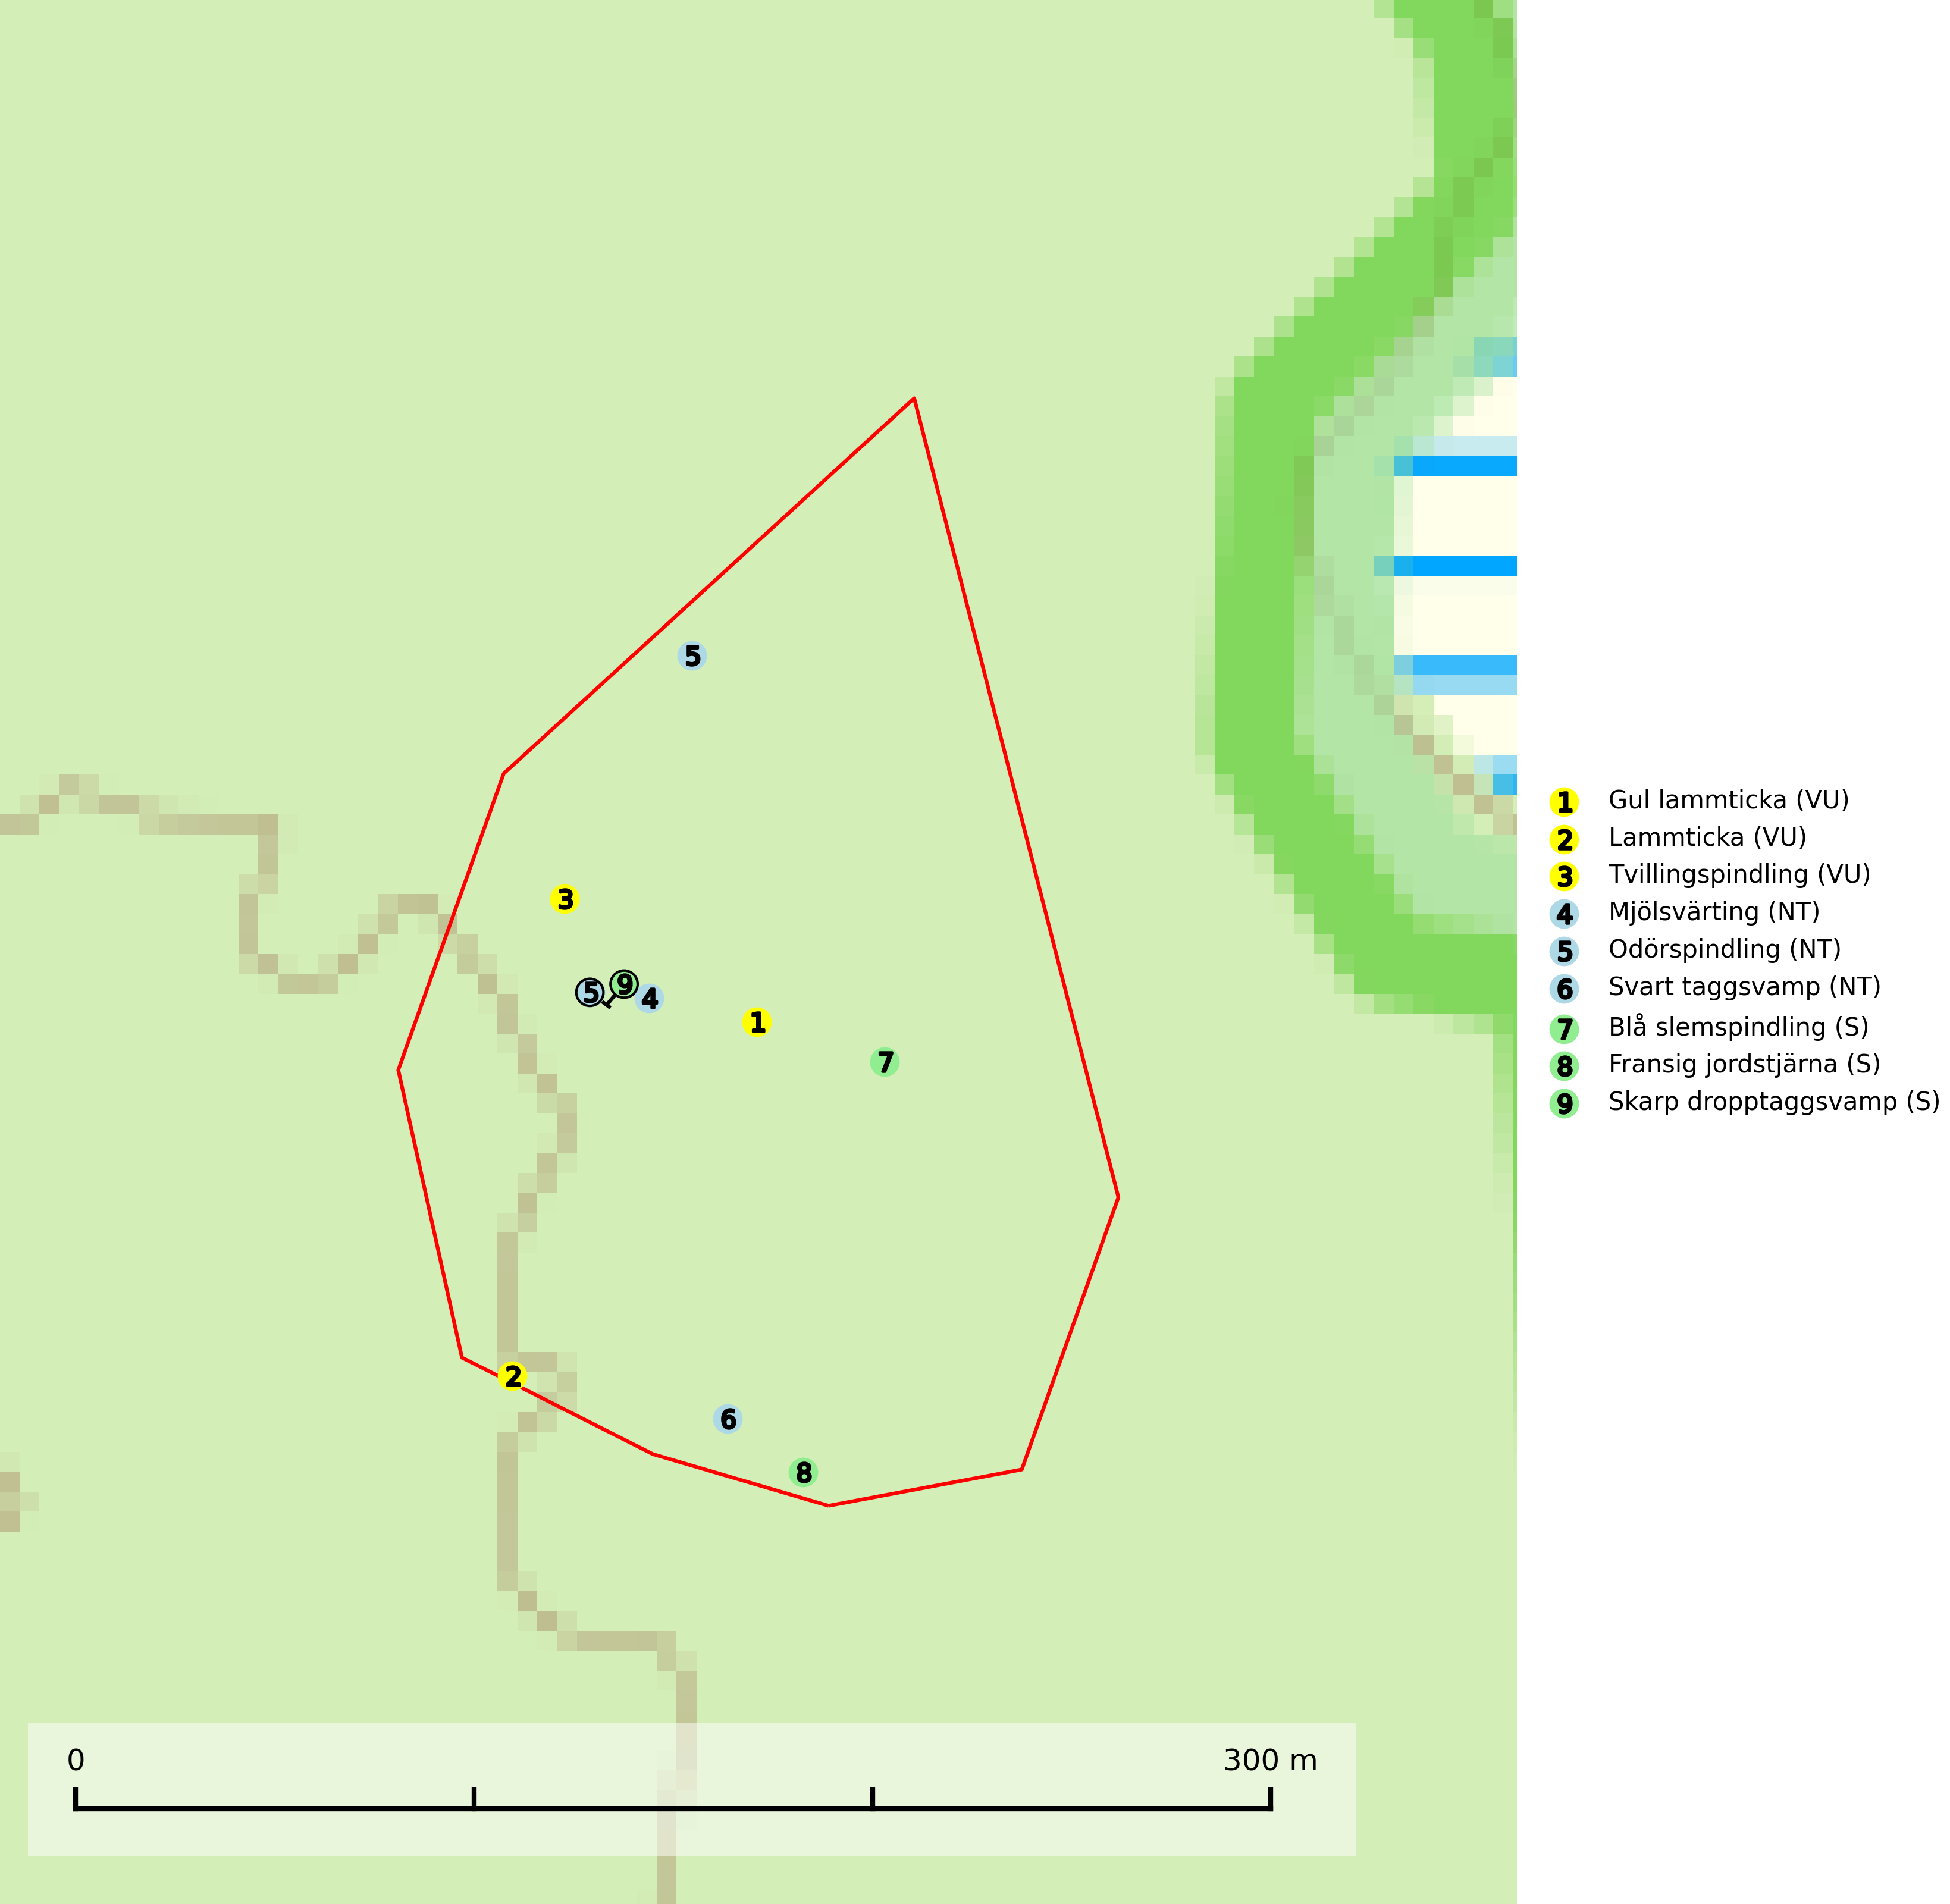 5
3
5 9 4
1
7
2
6
8
0 300 m
1 Gul lammticka (VU)
2 Lammticka (VU)
3 Tvillingspindling (VU)
4 Mjölsvärting (NT)
5 Odörspindling (NT)
6 Svart taggsvamp (NT)
7 Blå slemspindling (S)
8 Fransig jordstjärna (S)
9 Skarp dropptaggsvamp (S)